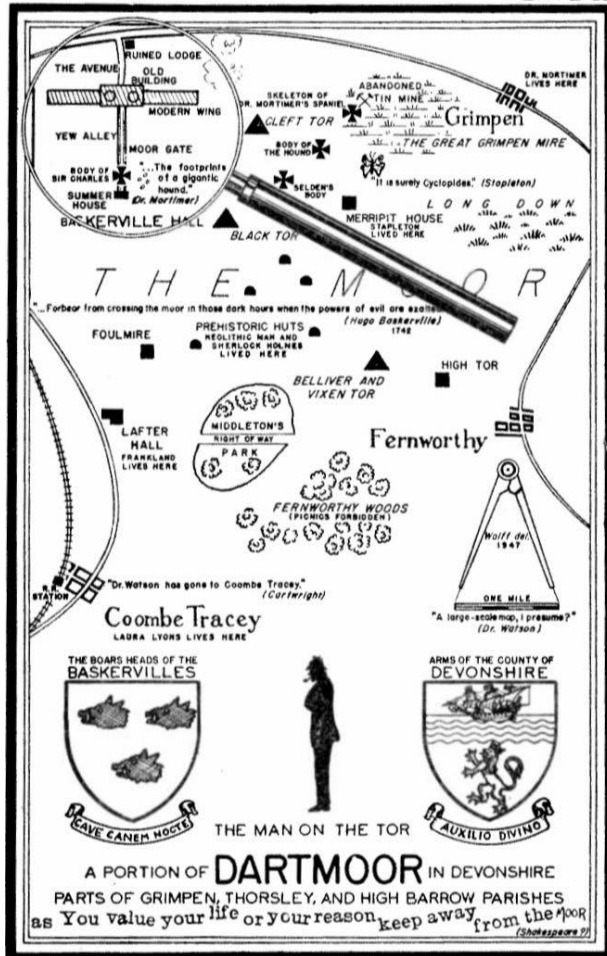 RUINED LODGE
THE AVENUE
OLD
BUILDING
MODERN WING
YEW ALLEY
MOOR GATE
BODY OF
SIR CHARLES
"...The footprints
of a gigantic
hound."
(Dr. Mortimer)
SUMMER
HOUSE
BASKERVILLE HALL
SKELETON OF
DR. MORTIMER'S SPANIEL
CLEFT TOR
ABANDONED
TIN MINE
DR. MORTIMER
LIVES HERE
Grimpen
THE GREAT GRIMPEN MIRE
BODY OF
THE HOUND
"It is surely Cyclopides." (Stapleton)
SELDEN'S
BODY
MERRIPIT HOUSE
STAPLETON
LIVED HERE
LONG DOWN
BLACK TOR
THE MOOR
"...Forbear from crossing the moor in those dark hours when the powers of evil are exalted."
(Hugo Baskerville)
1742
FOULMIRE
PREHISTORIC HUTS
NEOLITHIC MAN AND
SHERLOCK HOLMES
LIVED HERE
BELLIVER AND
VIXEN TOR
HIGH TOR
LAFTER
HALL
FRANKLAND
LIVES HERE
MIDDLETON'S
RIGHT OF WAY
PARK
Fernworthy
FERNWORTHY WOODS
(PICNICS FORBIDDEN)
Wolff del.
1947
ONE MILE
"A large-scale map, I presume?"
(Dr. Watson)
R.R.
STATION
"Dr. Watson has gone to Coombe Tracey."
(Cartwright)
Coombe Tracey
LAURA LYONS LIVES HERE
THE BOARS HEADS OF THE
BASKERVILLES
CAVE CANEM NOCTE
THE MAN ON THE TOR
ARMS OF THE COUNTY OF
DEVONSHIRE
AUXILIO DIVINO
A PORTION OF DARTMOOR IN DEVONSHIRE
PARTS OF GRIMPEN, THORSLEY, AND HIGH BARROW PARISHES
as You value your life or your reason keep away from the MOOR
(Shakespeare ??)